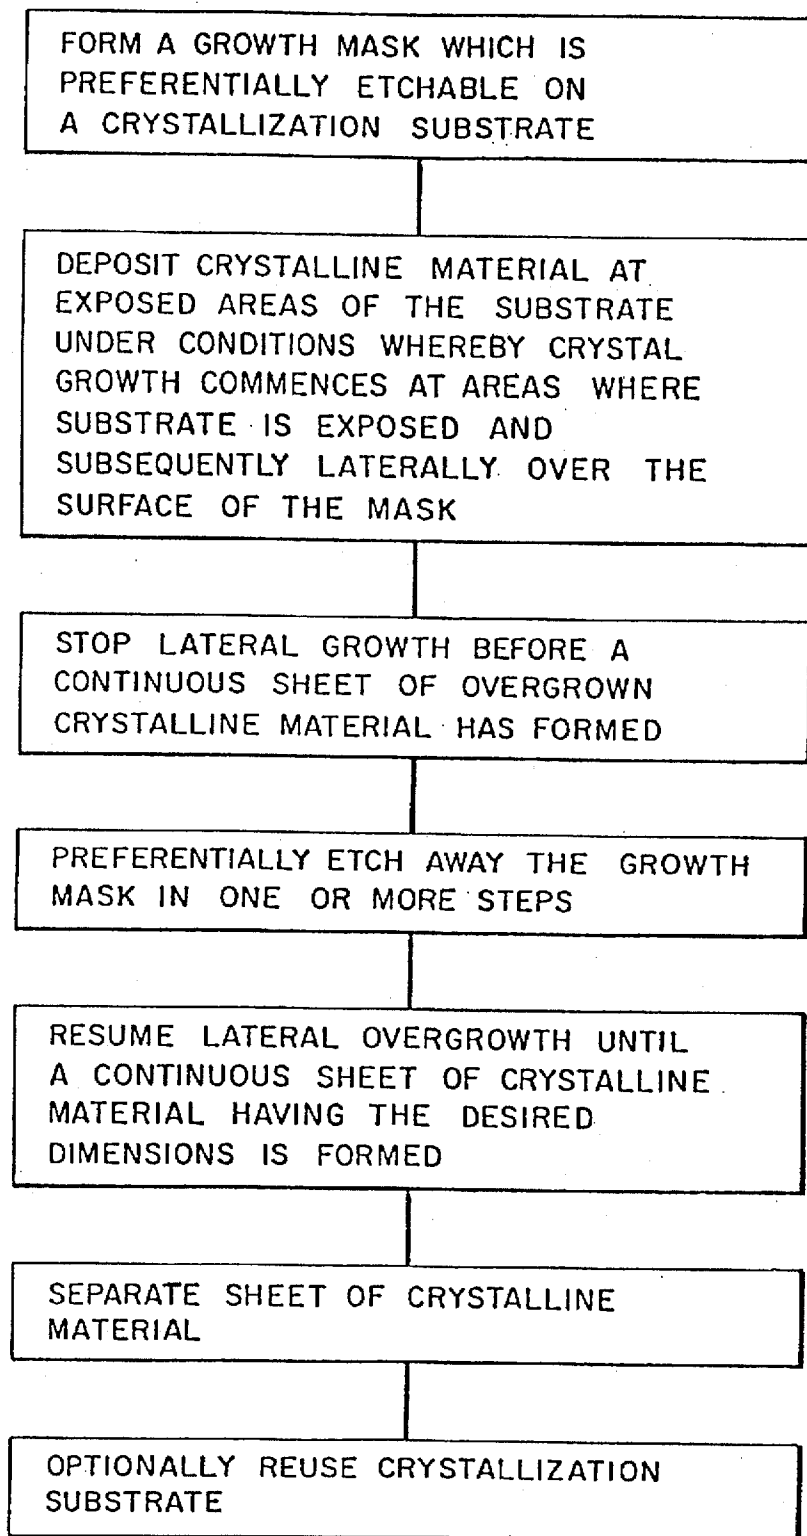 FORM A GROWTH MASK WHICH IS
PREFERENTIALLY ETCHABLE ON
A CRYSTALLIZATION SUBSTRATE
DEPOSIT CRYSTALLINE MATERIAL AT
EXPOSED AREAS OF THE SUBSTRATE
UNDER CONDITIONS WHEREBY CRYSTAL
GROWTH COMMENCES AT AREAS WHERE
SUBSTRATE IS EXPOSED AND
SUBSEQUENTLY LATERALLY OVER THE
SURFACE OF THE MASK
STOP LATERAL GROWTH BEFORE A
CONTINUOUS SHEET OF OVERGROWN
CRYSTALLINE MATERIAL HAS FORMED
PREFERENTIALLY ETCH AWAY THE GROWTH
MASK IN ONE OR MORE STEPS
RESUME LATERAL OVERGROWTH UNTIL
A CONTINUOUS SHEET OF CRYSTALLINE
MATERIAL HAVING THE DESIRED
DIMENSIONS IS FORMED
SEPARATE SHEET OF CRYSTALLINE
MATERIAL
OPTIONALLY REUSE CRYSTALLIZATION
SUBSTRATE